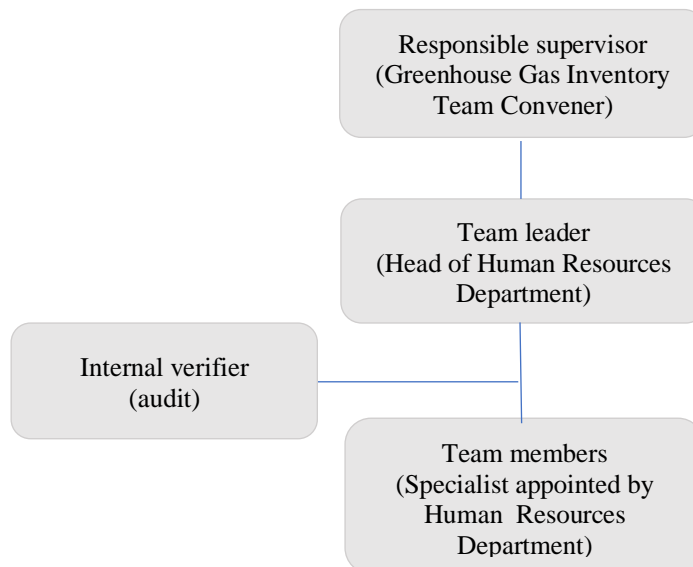 Responsible supervisor
(Greenhouse Gas Inventory
Team Convener)
Team leader
(Head of Human Resources
Department)
Internal verifier
(audit)
Team members
(Specialist appointed by
Human  Resources
Department)